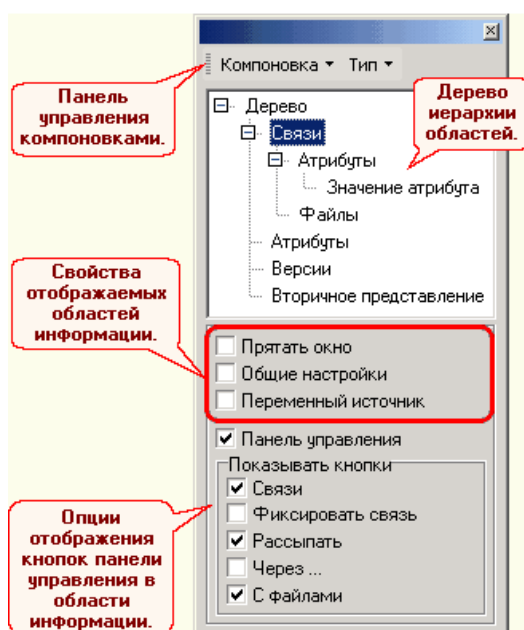 Компоновка Тип
Панель
управления
компоновками.
Дерево
иерархии
областей.
Дерево
Связи
Атрибуты
Значение атрибута
Файлы
Атрибуты
Версии
Вторичное представление
Свойства
отображаемых
областей
информации.
Прятать окно
Общие настройки
Переменный источник
Панель управления
Показывать кнопки
Связи
Фиксировать связь
Рассыпать
Через ...
С файлами
Опции
отображения
кнопок панели
управления в
области
информации.